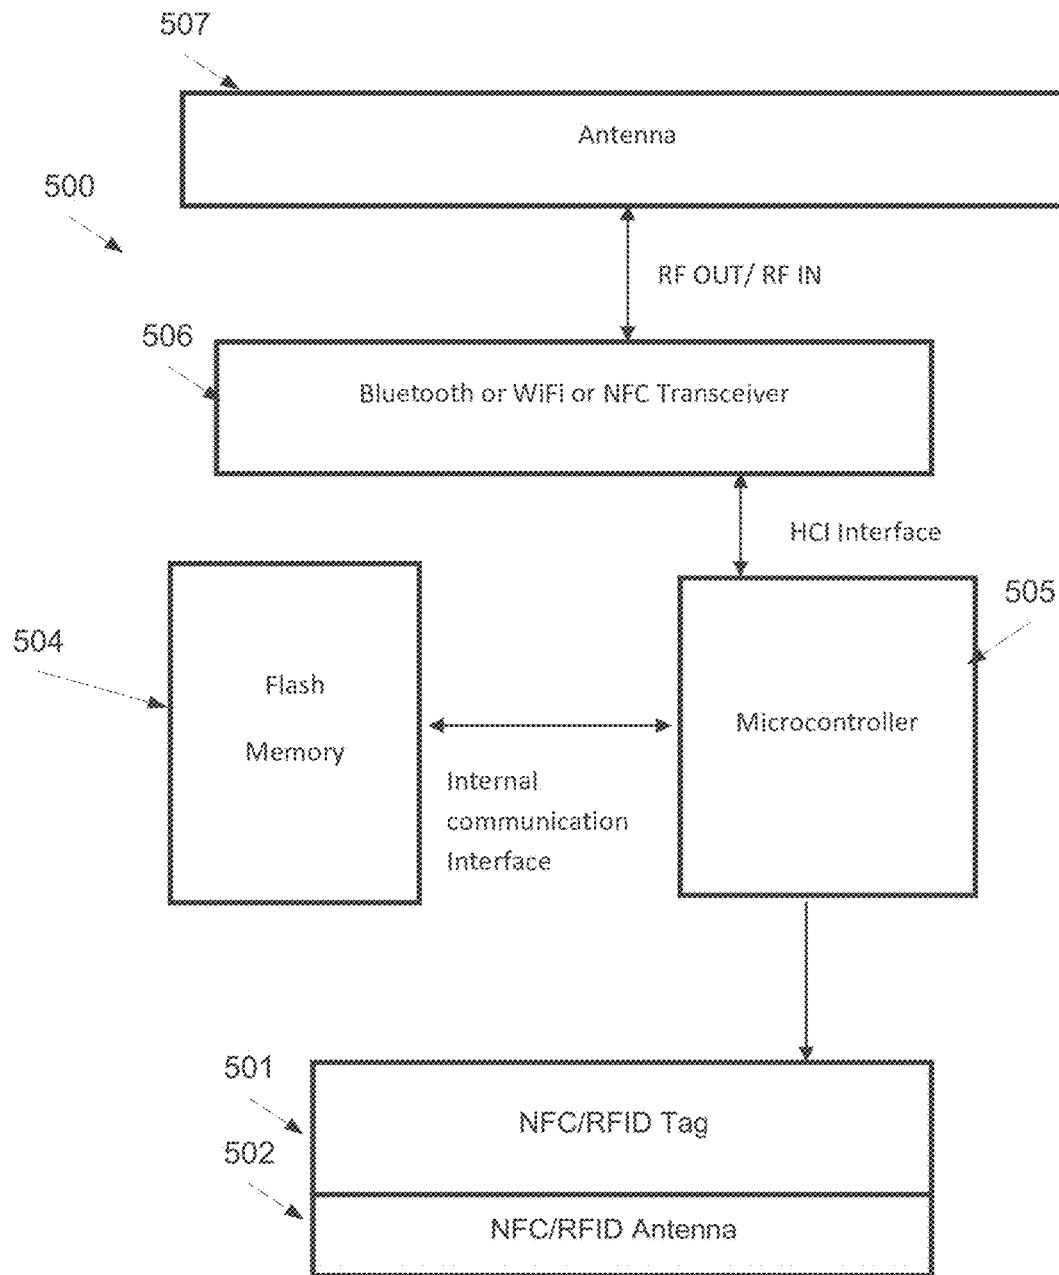 507
Antenna
500
RF OUT/ RF IN
506
Bluetooth or WiFi or NFC Transceiver
HCI Interface
505
504
Flash
Memory
Microcontroller
Internal
communication
Interface
501
NFC/RFID Tag
502
NFC/RFID Antenna